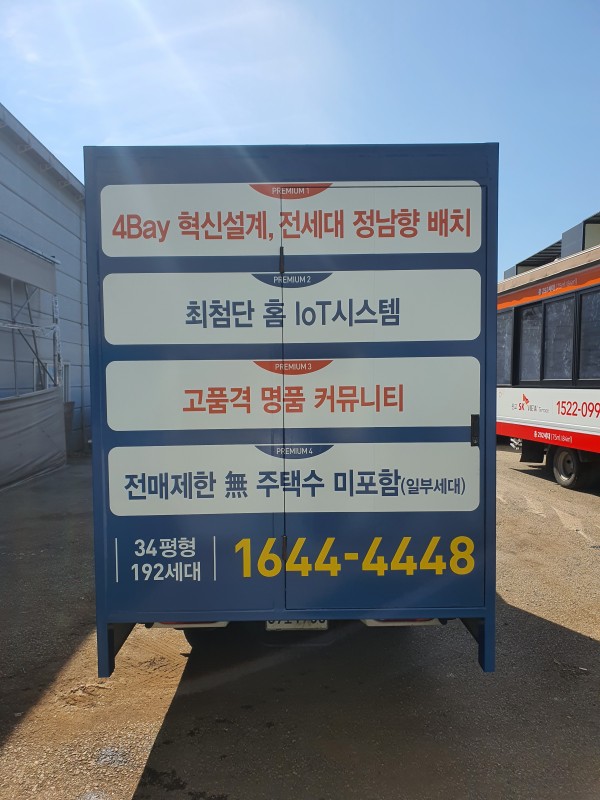 PREMIUM 1
4Bay 혁신설계, 전세대 정남향 배치
PREMIUM 2
최첨단 홈 IoT시스템
PREMIUM 3
고품격 명품 커뮤니티
PREMIUM 4
전매제한 無 주택수 미포함(일부세대)
34평형
192세대
1644-4448
SK VIEW
1522-099